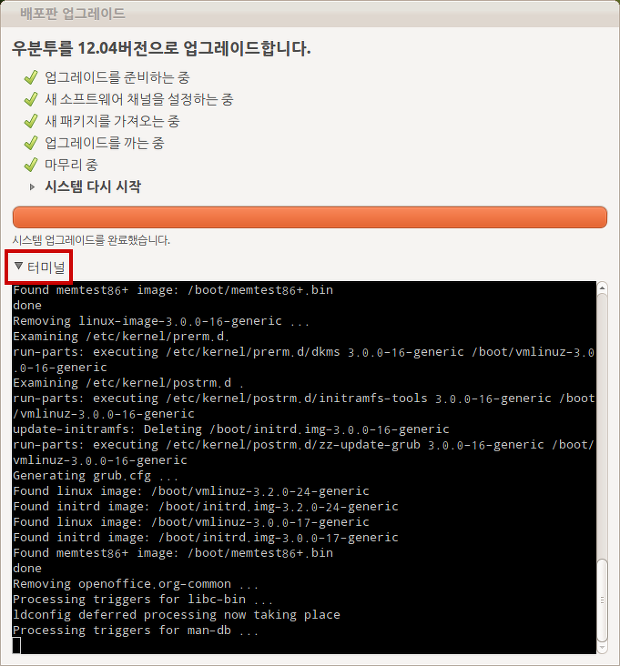 배포판 업그레이드
우분투를 12.04버전으로 업그레이드합니다.
업그레이드를 준비하는 중
새 소프트웨어 채널을 설정하는 중
새 패키지를 가져오는 중
업그레이드를 까는 중
마무리 중
시스템 다시 시작
시스템 업그레이드를 완료했습니다.
터미널
Found memtest86+ image: /boot/memtest86+.bin
done
Removing linux-image-3.0.0-16-generic ...
Examining /etc/kernel/prerm.d.
run-parts: executing /etc/kernel/prerm.d/dkms 3.0.0-16-generic /boot/vmlinuz-3.0
.0-16-generic
Examining /etc/kernel/postrm.d .
run-parts: executing /etc/kernel/postrm.d/initramfs-tools 3.0.0-16-generic /boot
/vmlinuz-3.0.0-16-generic
update-initramfs: Deleting /boot/initrd.img-3.0.0-16-generic
run-parts: executing /etc/kernel/postrm.d/zz-update-grub 3.0.0-16-generic /boot/
vmlinuz-3.0.0-16-generic
Generating grub.cfg ...
Found linux image: /boot/vmlinuz-3.2.0-24-generic
Found initrd image: /boot/initrd.img-3.2.0-24-generic
Found linux image: /boot/vmlinuz-3.0.0-17-generic
Found initrd image: /boot/initrd.img-3.0.0-17-generic
Found memtest86+ image: /boot/memtest86+.bin
done
Removing openoffice.org-common ...
Processing triggers for libc-bin ...
ldconfig deferred processing now taking place
Processing triggers for man-db ...